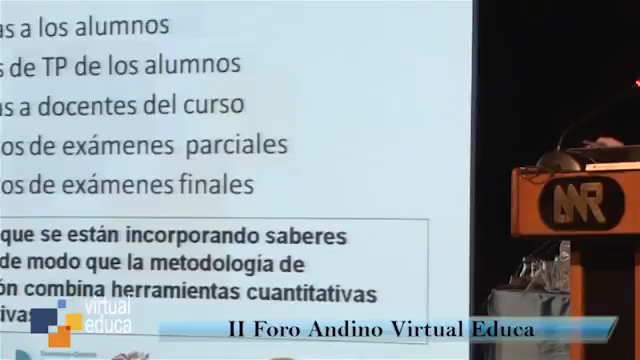 as a los alumnos
s de TP de los alumnos
as a docentes del curso
os de exámenes parciales
os de exámenes finales
que se están incorporando saberes
de modo que la metodología de
ón combina herramientas cuantitativas
ivas
virtual
educa
II Foro Andino Virtual Educa
ANR